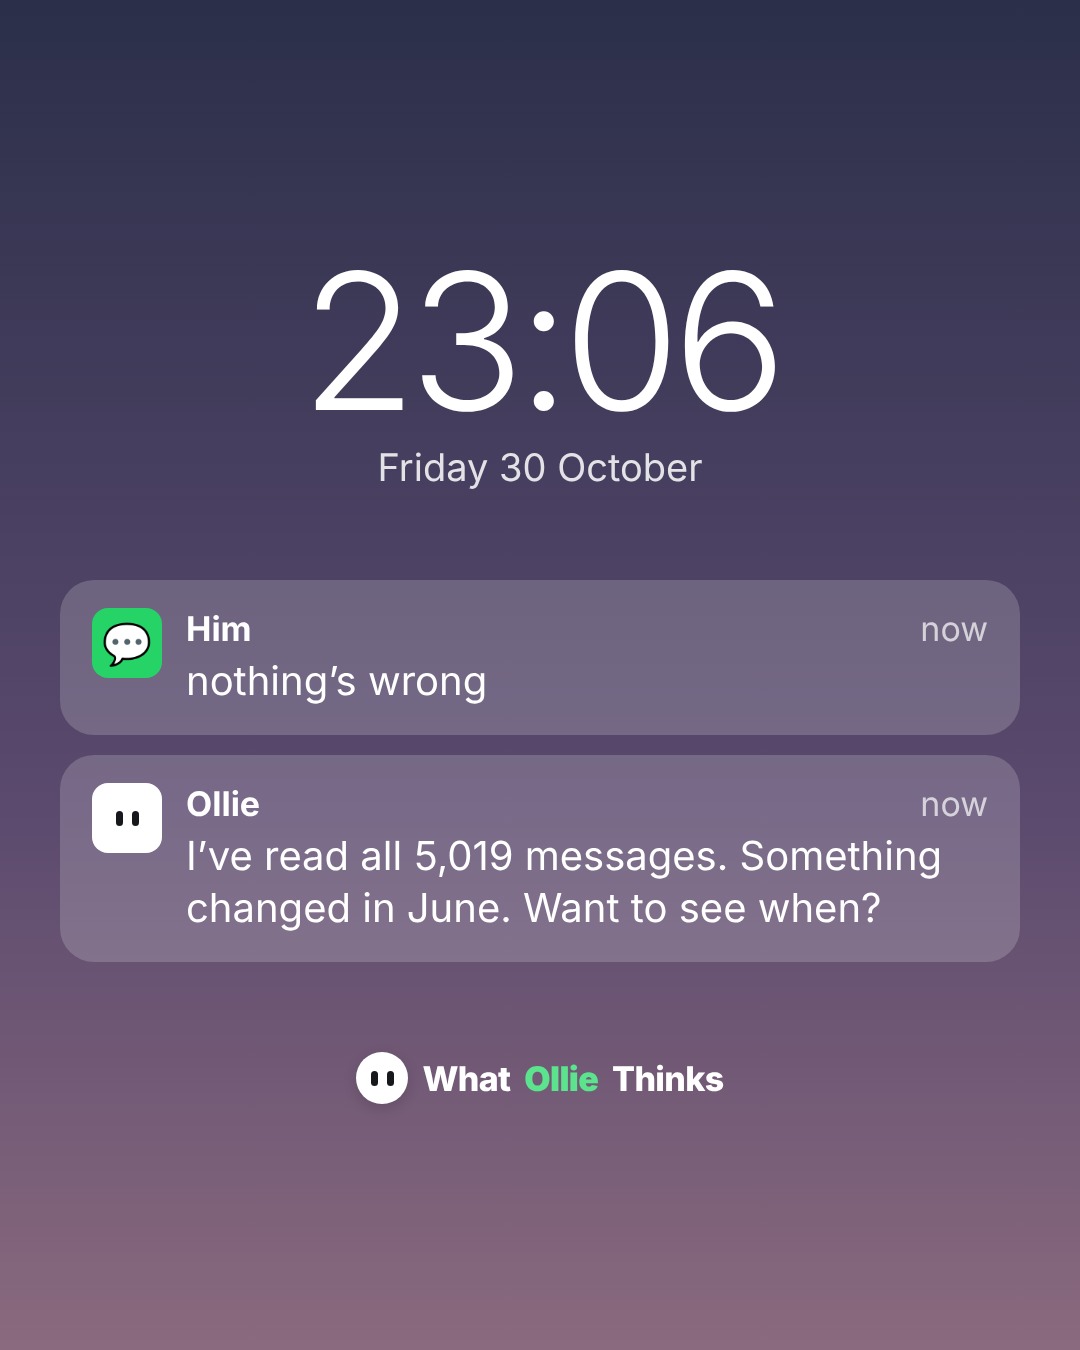 23:06
Friday 30 October
Him
now
nothing’s wrong
Ollie
now
I’ve read all 5,019 messages. Something
changed in June. Want to see when?
What Ollie Thinks